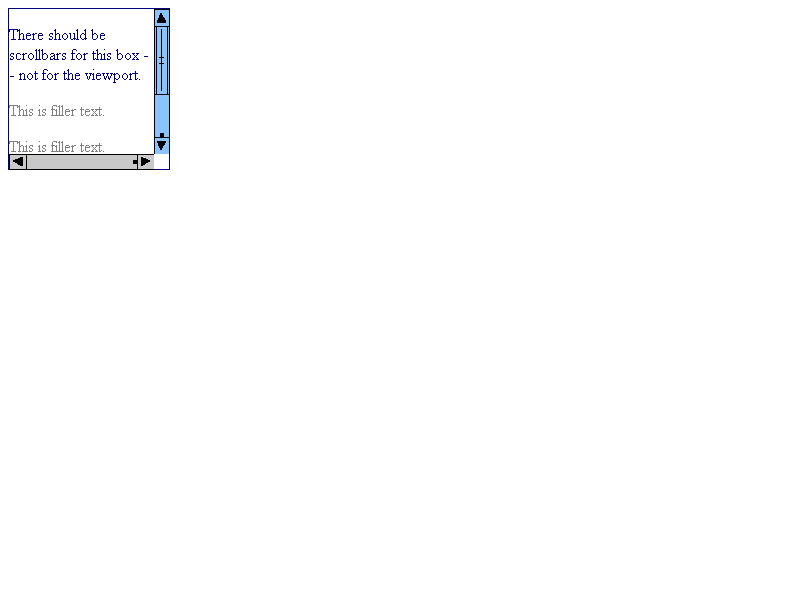 There should be
scrollbars for this box -
- not for the viewport.
This is filler text.
This is filler text.